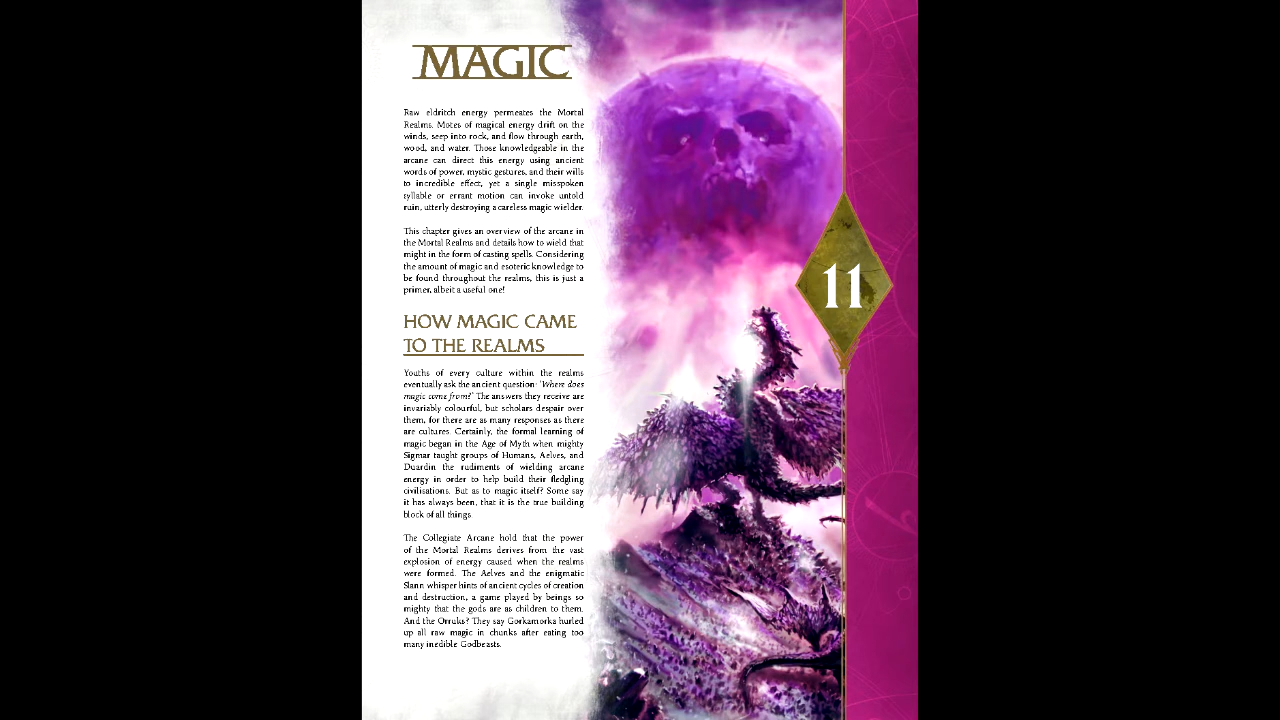 MAGIC
Raw eldritch energy permeates the Mortal
Realms. Motes of magical energy drift on the
winds, seep into rock, and flow through earth,
wood, and water. Those knowledgeable in the
arcane can direct this energy using ancient
words of power, mystic gestures, and their wills
to incredible effect, yet a single misspoken
syllable or errant motion can invoke untold
ruin, utterly destroying a careless magic wielder.
This chapter gives an overview of the arcane in
the Mortal Realms and details how to wield that
might in the form of casting spells. Considering
the amount of magic and esoteric knowledge to
be found throughout the realms, this is just a
primer, albeit a useful one!
HOW MAGIC CAME
TO THE REALMS
Youths of every culture within the realms
eventually ask the ancient question: 'Where does
magic come from?' The answers they receive are
invariably colourful, but scholars despair over
them, for there are as many responses as there
are cultures. Certainly, the formal learning of
magic began in the Age of Myth when mighty
Sigmar taught groups of Humans, Aelves, and
Duardin the rudiments of wielding arcane
energy in order to help build their fledgling
civilisations. But as to magic itself? Some say
it has always been, that it is the true building
block of all things.
The Collegiate Arcane hold that the power
of the Mortal Realms derives from the vast
explosion of energy caused when the realms
were formed. The Aelves and the enigmatic
Slann whisper hints of ancient cycles of creation
and destruction, a game played by beings so
mighty that the gods are as children to them.
And the Orruks? They say Gorkamorka hurled
up all raw magic in chunks after eating too
many inedible Godbeasts.
11